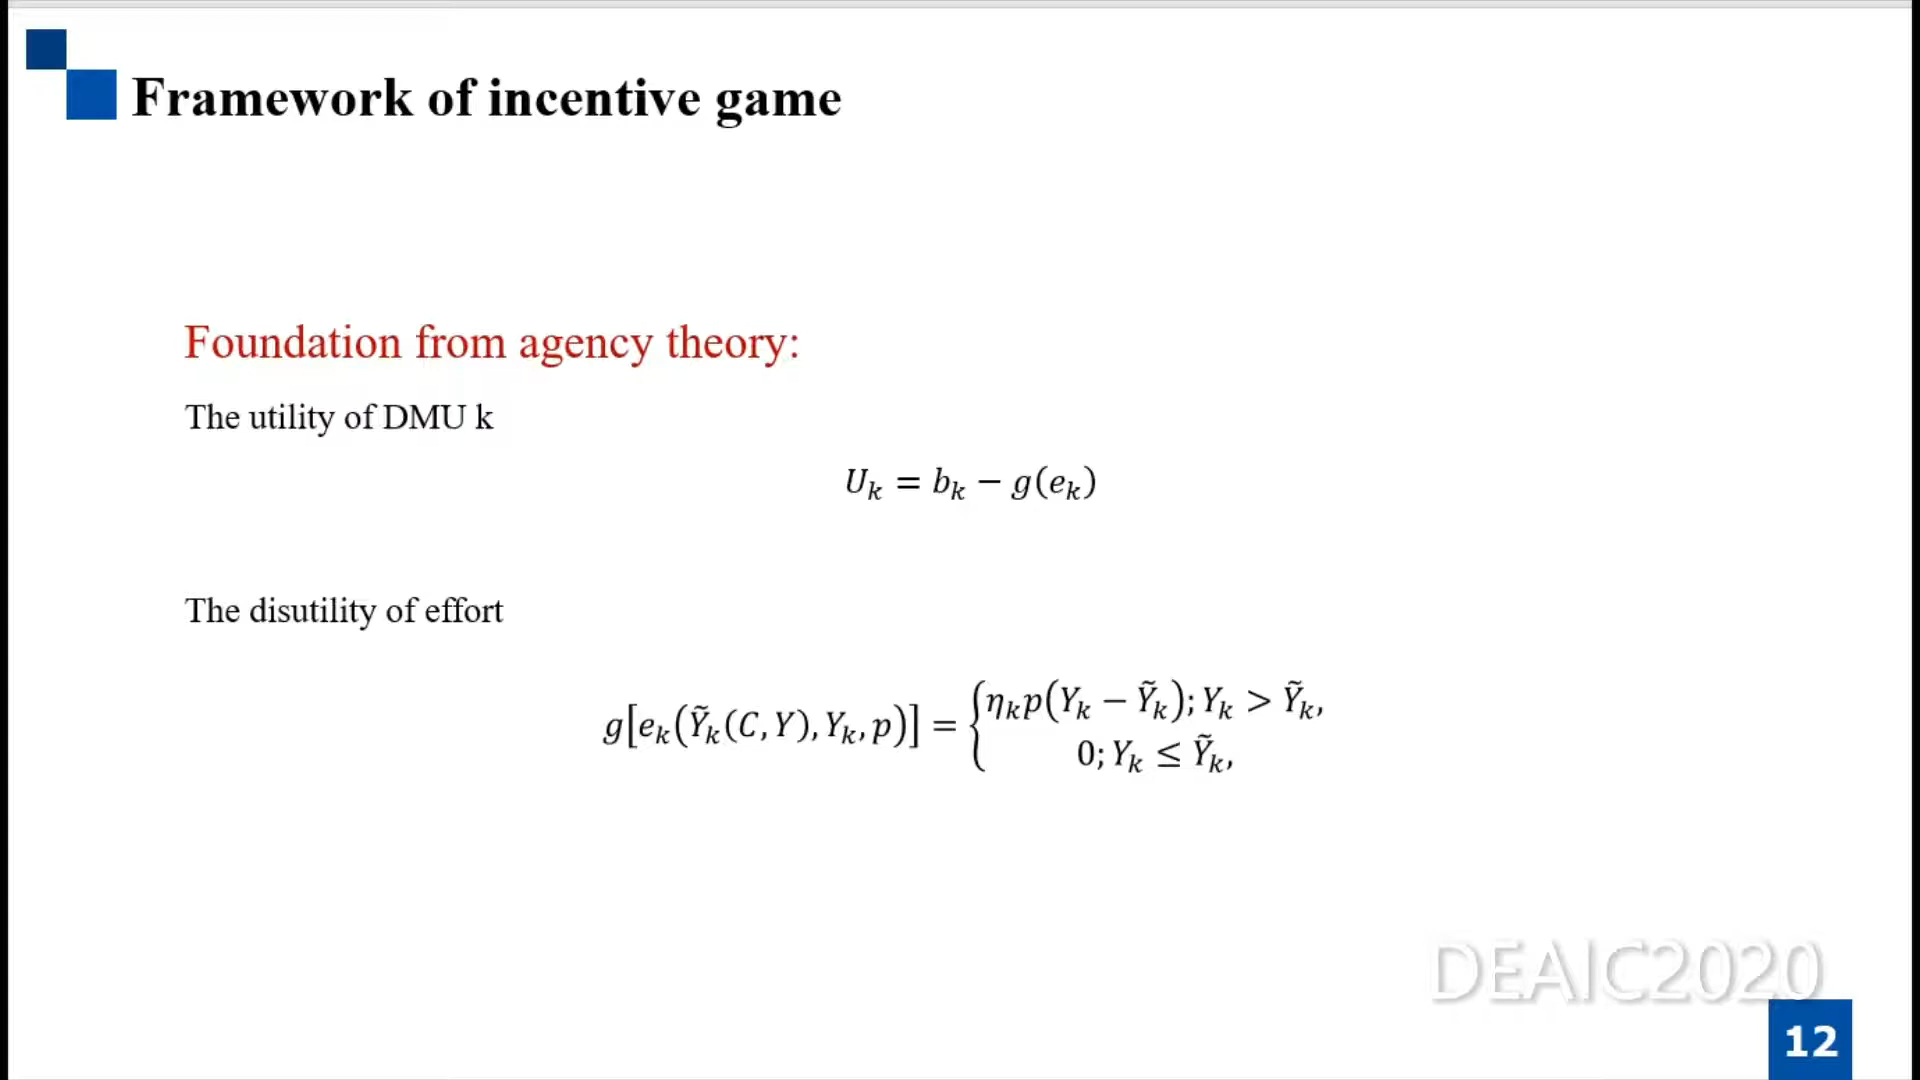 Framework of incentive game
Foundation from agency theory:
The utility of DMU k
U_k = b_k − g(e_k)
The disutility of effort
g[e_k(Ỹ_k(C, Y), Y_k, p)] = { η_k p(Y_k − Ỹ_k); Y_k > Ỹ_k,
0; Y_k ≤ Ỹ_k,
DEAIC2020
12